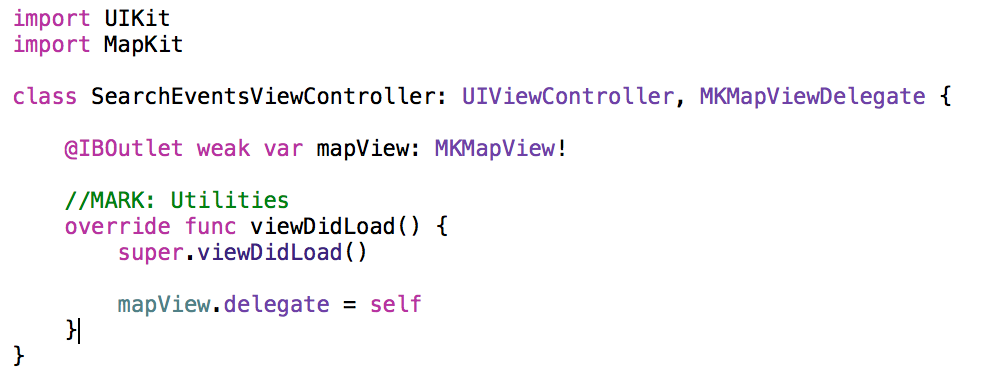 import UIKit
import MapKit
class SearchEventsViewController: UIViewController, MKMapViewDelegate {
@IBOutlet weak var mapView: MKMapView!
//MARK: Utilities
override func viewDidLoad() {
super.viewDidLoad()
mapView.delegate = self
}
}